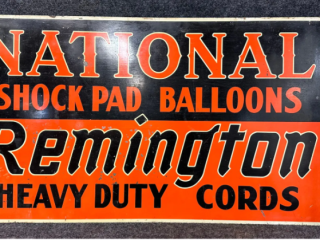 NATIONAL
SHOCK PAD BALLOONS
Remington
HEAVY DUTY CORDS